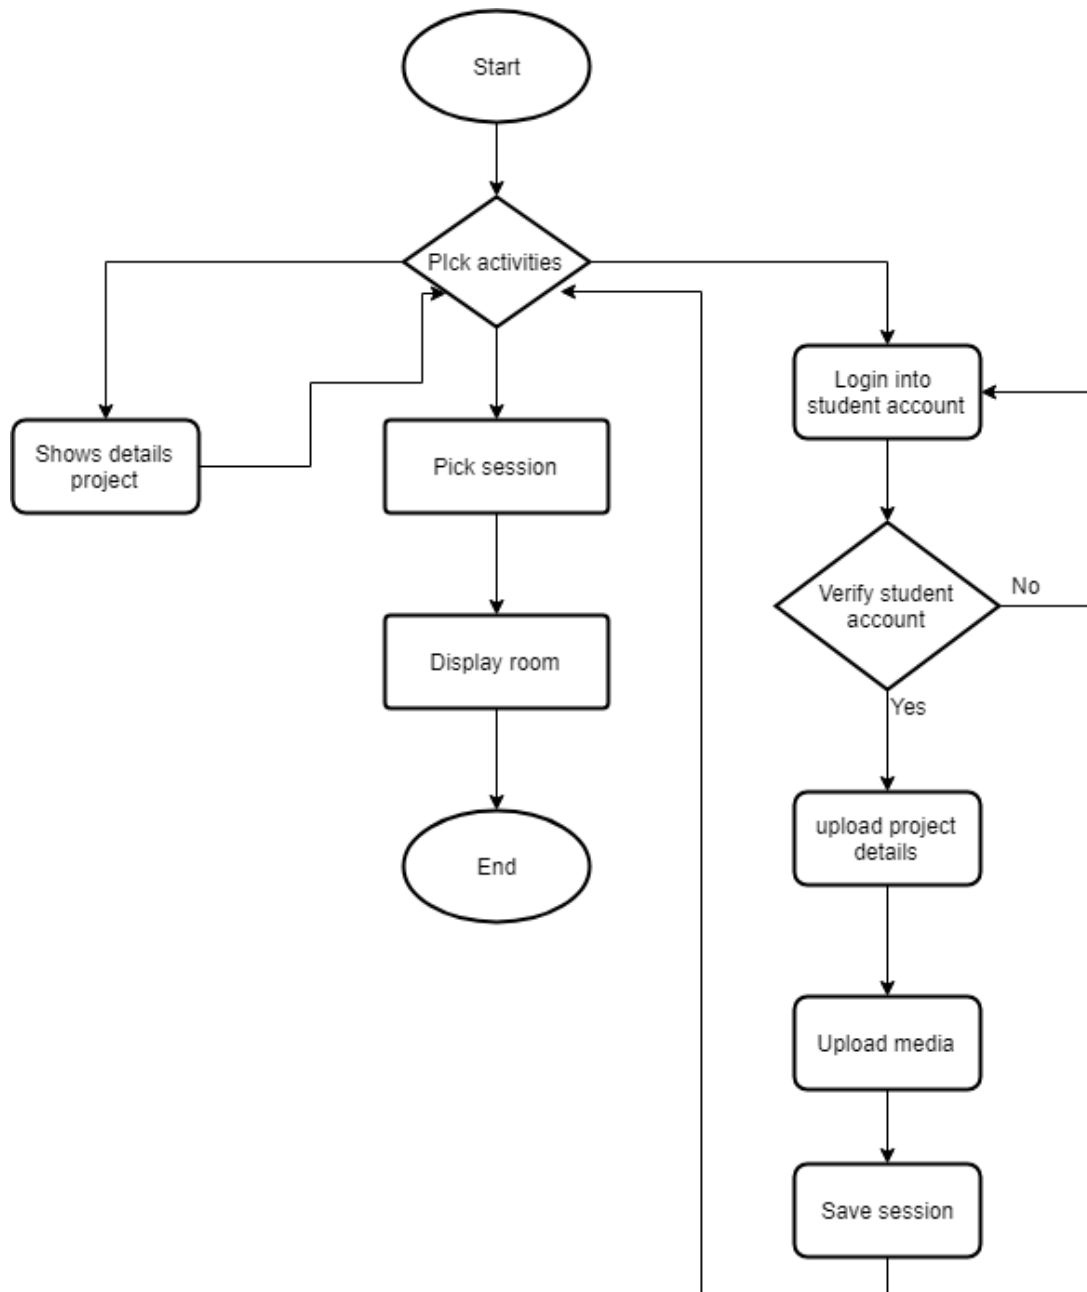 Start
PIck activities
Shows details
project
Pick session
Login into
student account
Verify student
account
No
Display room
Yes
upload project
details
End
Upload media
Save session